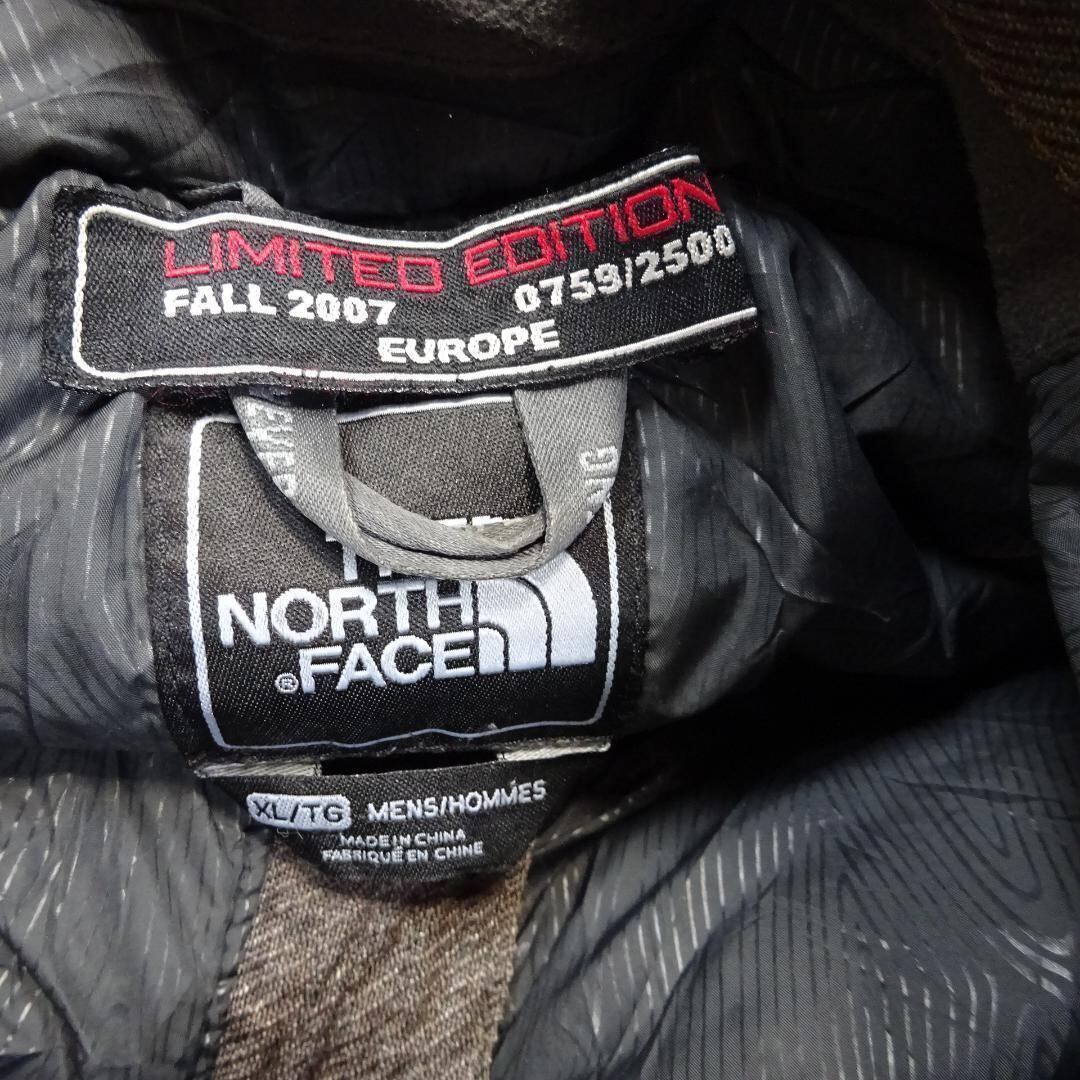 LIMITED EDITION
FALL 2007 0759/2500
EUROPE
NORTH
FACE
®
XL/TG MENS/HOMMES
MADE IN CHINA
FABRIQUÉ EN CHINE